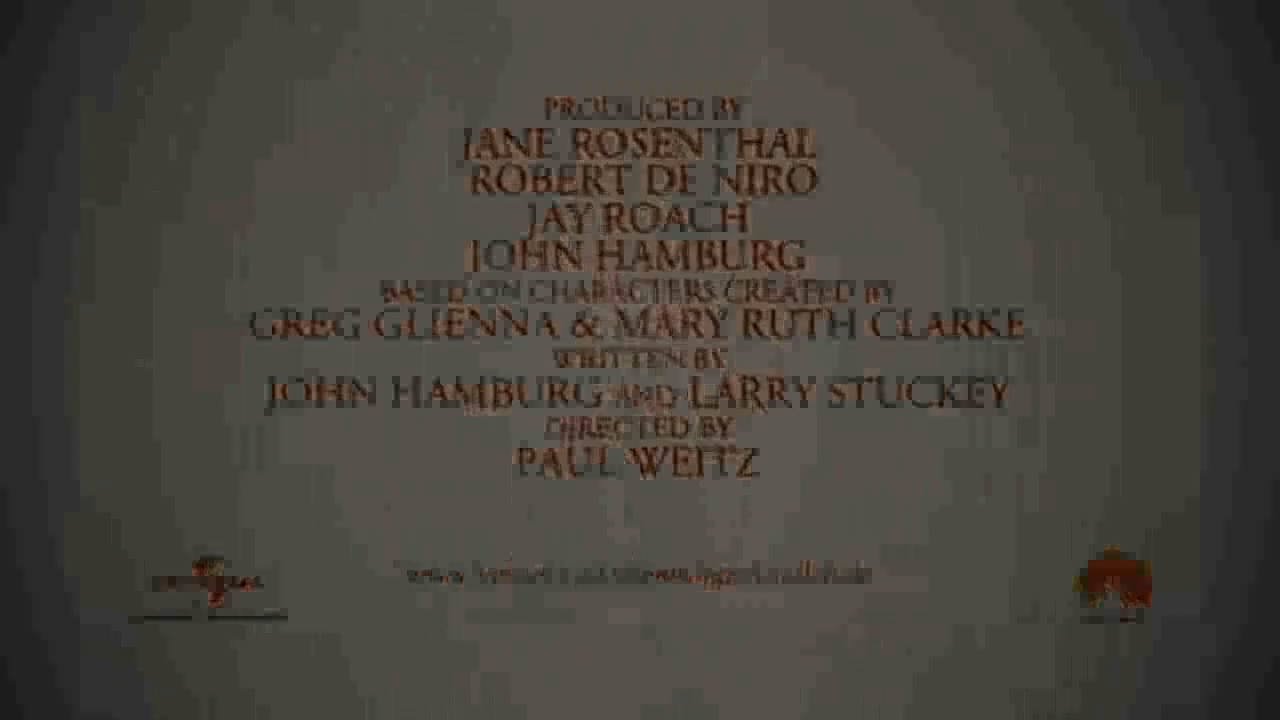 PRODUCED BY
JANE ROSENTHAL
ROBERT DE NIRO
JAY ROACH
JOHN HAMBURG
BASED ON CHARACTERS CREATED BY
GREG GLIENNA & MARY RUTH CLARKE
WRITTEN BY
JOHN HAMBURG AND LARRY STUCKEY
DIRECTED BY
PAUL WEITZ